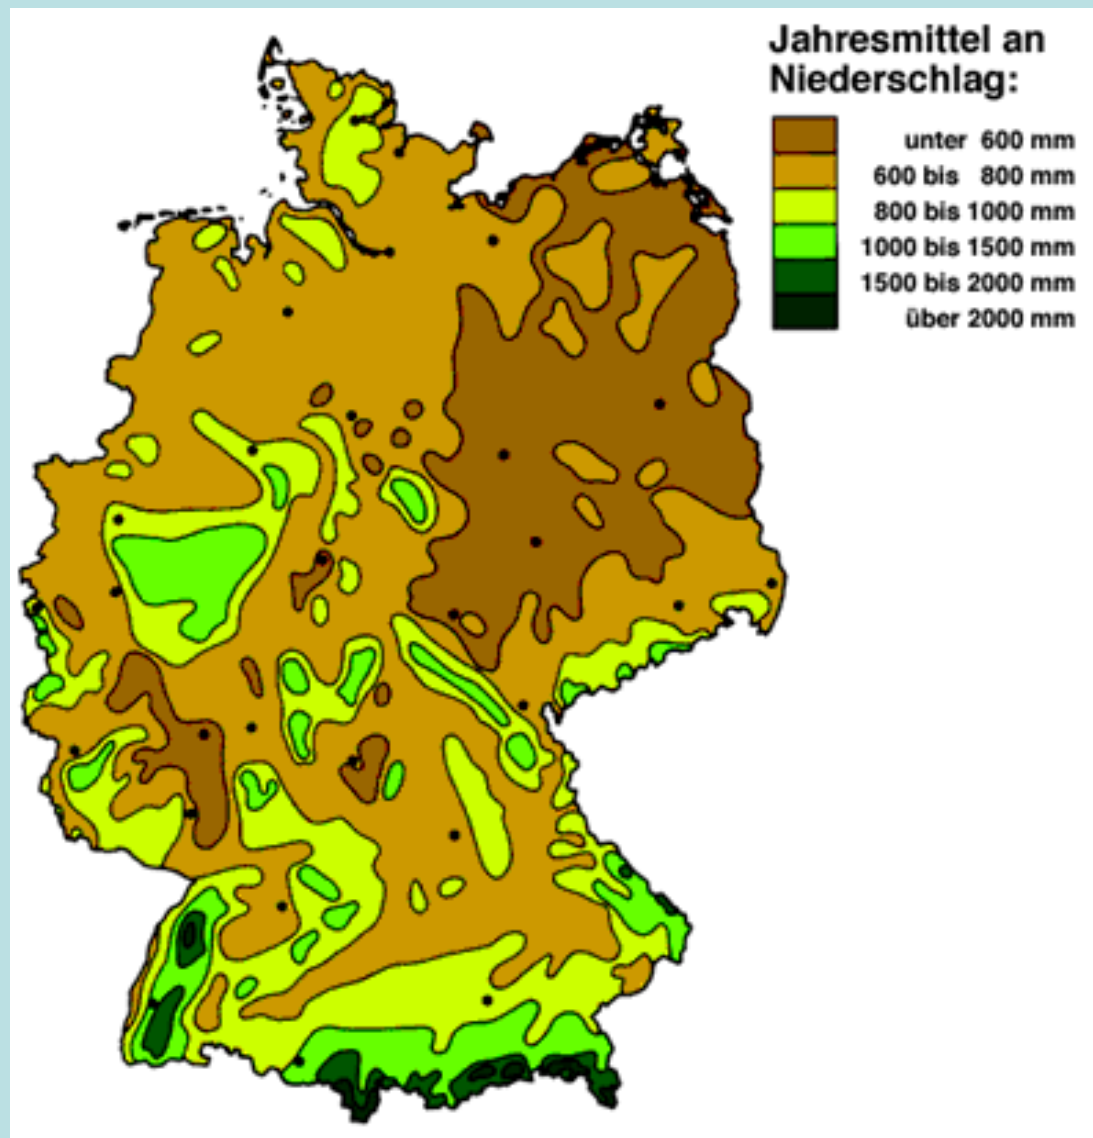 Jahresmittel an
Niederschlag:
unter 600 mm
600 bis 800 mm
800 bis 1000 mm
1000 bis 1500 mm
1500 bis 2000 mm
über 2000 mm